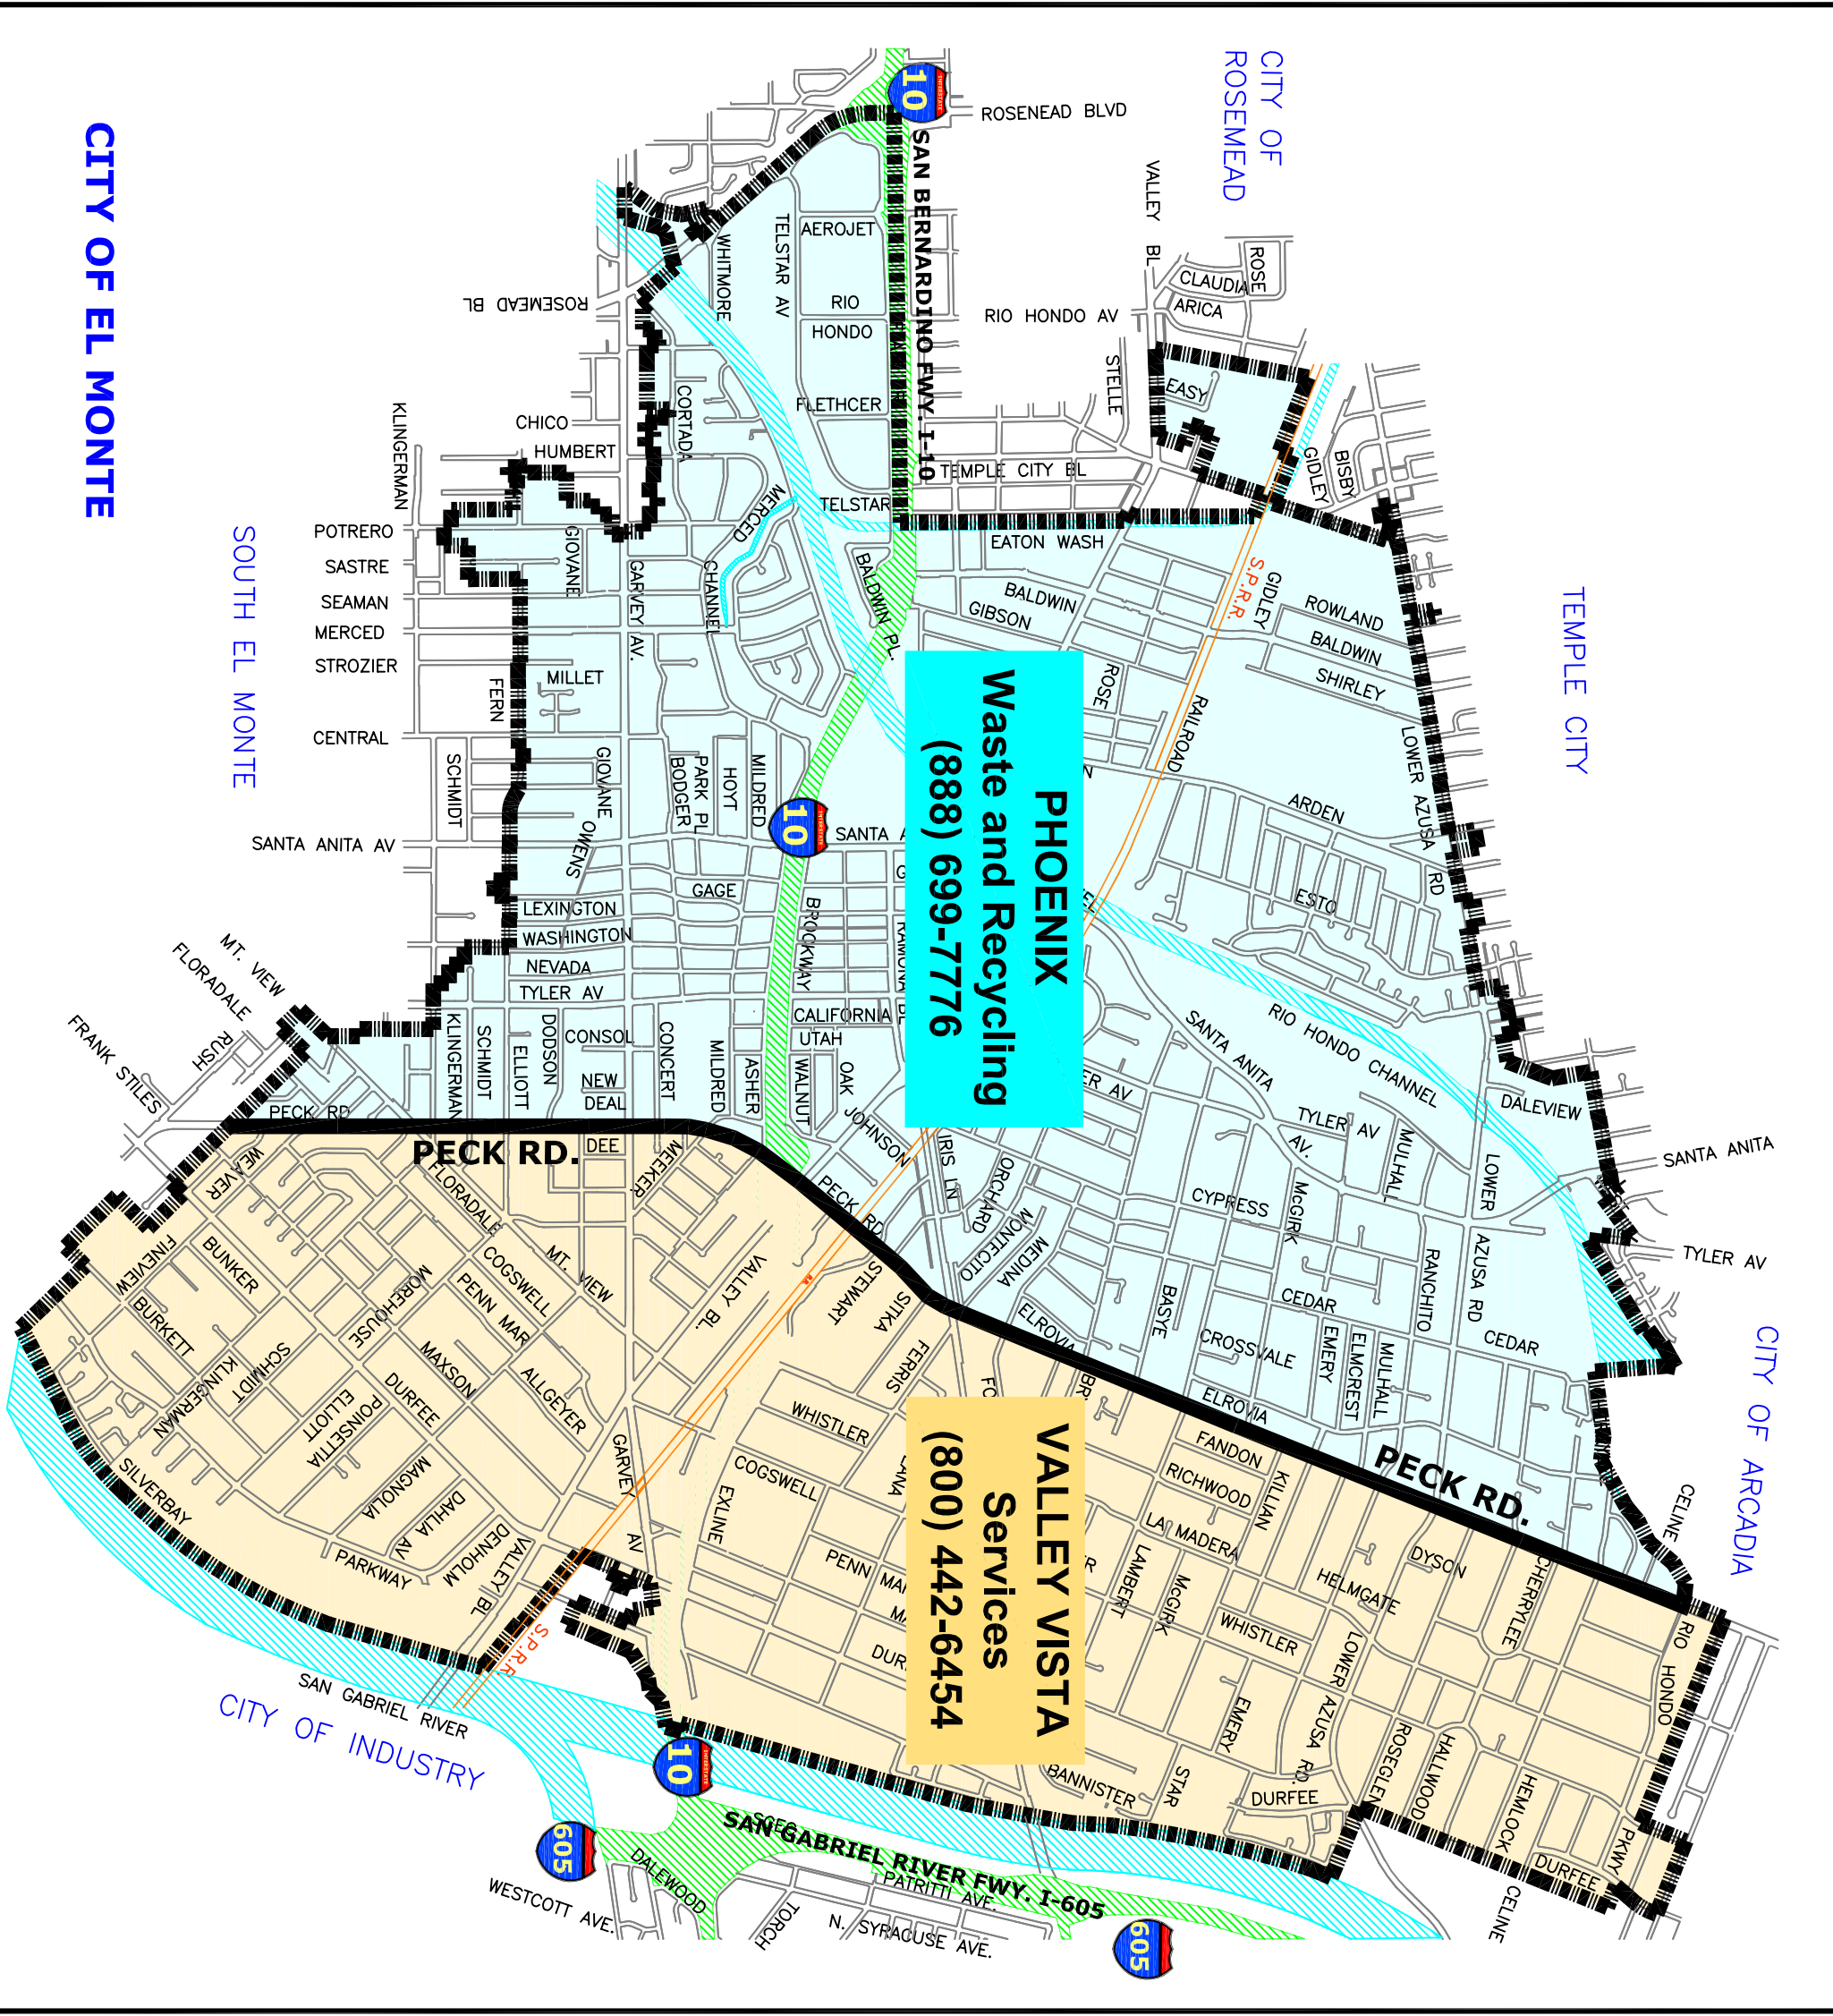 CITY OF EL MONTE
CITY OF
ROSEMEAD
TEMPLE CITY
CITY OF ARCADIA
SOUTH EL MONTE
CITY OF INDUSTRY
PHOENIX
Waste and Recycling
(888) 699-7776
VALLEY VISTA
Services
(800) 442-6454
SAN BERNARDINO FWY. I-10
SAN GABRIEL RIVER FWY. I-605
PECK RD.
PECK RD.
INTERSTATE
10
INTERSTATE
10
INTERSTATE
10
605
605
ROSENEAD BLVD
VALLEY BL
ROSE
CLAUDIA
ARICA
RIO HONDO AV
STELLE
EASY
BISBY
GIDLEY
TEMPLE CITY BL
EATON WASH
AEROJET
TELSTAR AV
WHITMORE
RIO
HONDO
FLETHCER
ROSEMEAD BL
CORTADA
CHICO
HUMBERT
KLINGERMAN
MERCED
TELSTAR
POTRERO
SASTRE
SEAMAN
MERCED
STROZIER
CENTRAL
SANTA ANITA AV
GIOVANE
GARVEY AV.
CHANNEL
BALDWIN PL.
BALDWIN
GIBSON
S.P.R.R.
GIDLEY
ROWLAND
BALDWIN
SHIRLEY
ROSE
RAILROAD
LOWER AZUSA RD
ARDEN
ESTO
FERN
MILLET
SCHMIDT
GIOVANE
OWENS
BODGER
PARK PL
HOYT
MILDRED
GAGE
LEXINGTON
WASHINGTON
NEVADA
TYLER AV
BROCKWAY
CALIFORNIA
UTAH
OAK
WALNUT
ASHER
MILDRED
CONCERT
CONSOL
NEW
DEAL
DODSON
ELLIOTT
SCHMIDT
KLINGERMAN
MT. VIEW
FLORADALE
RUSH
FRANK STILES
PECK RD
JOHNSON
PECK RD
IRIS LN
ORCHARD
MONTECITO
MEDINA
ELROVIA
SANTA ANITA
AV.
RIO HONDO CHANNEL
TYLER AV
MULHALL
DALEVIEW
LOWER
AZUSA RD
SANTA ANITA
TYLER AV
CYPRESS
McGIRK
RANCHITO
CEDAR
CEDAR
BASYE
CROSSVALE
EMERY
ELMCREST
MULHALL
ELROVIA
CELINE
DEE
MEEKER
WEAVER
FLORADALE
FINEVIEW
BUNKER
BURKETT
COGSWELL
MT. VIEW
MOREHOUSE
PENN MAR
MAXSON
ALLGEYER
SCHMIDT
KLINGERMAN
ELLIOTT
POINSETTIA
DURFEE
MAGNOLIA
DAHLIA AV
DENHOLM
PARKWAY
SILVERBAY
VALLEY BL
VALLEY BL.
GARVEY
AV
S.P.R.R.
SAN GABRIEL RIVER
STEWART
SITKA
FERRIS
WHISTLER
COGSWELL
EXLINE
FANDON
RICHWOOD
KILLIAN
LA MADERA
LAMBERT
McGIRK
DYSON
HELMGATE
CHERRYLEE
WHISTLER
LOWER AZUSA RD.
EMERY
STAR
BANNISTER
DURFEE
ROSEGLEN
HALLWOOD
HEMLOCK
DURFEE
RIO
HONDO
PKWY
CELINE
DALEWOOD
WESTCOTT AVE.
TORCH
PATRITTI AVE.
N. SYRACUSE AVE.